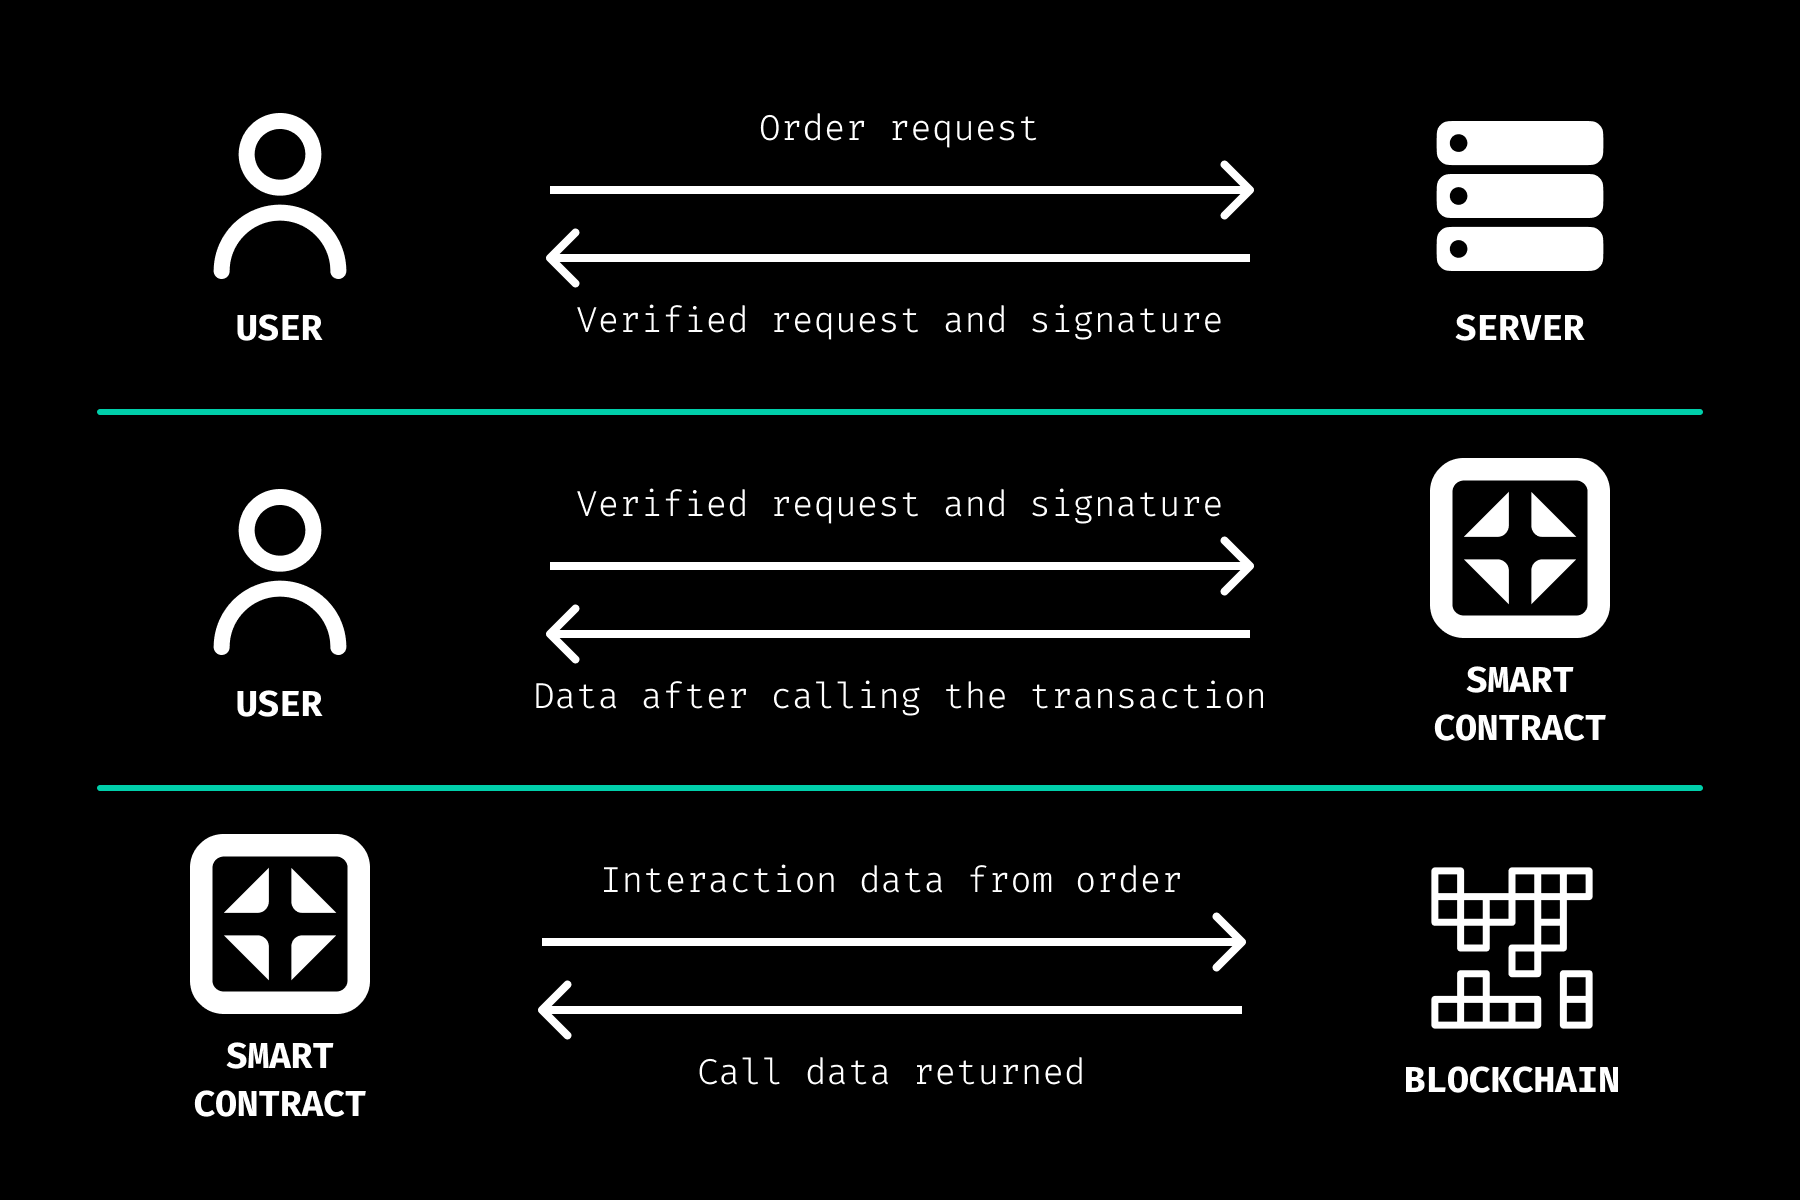 Order request
Verified request and signature
USER
SERVER
Verified request and signature
Data after calling the transaction
USER
SMART
CONTRACT
Interaction data from order
Call data returned
SMART
CONTRACT
BLOCKCHAIN